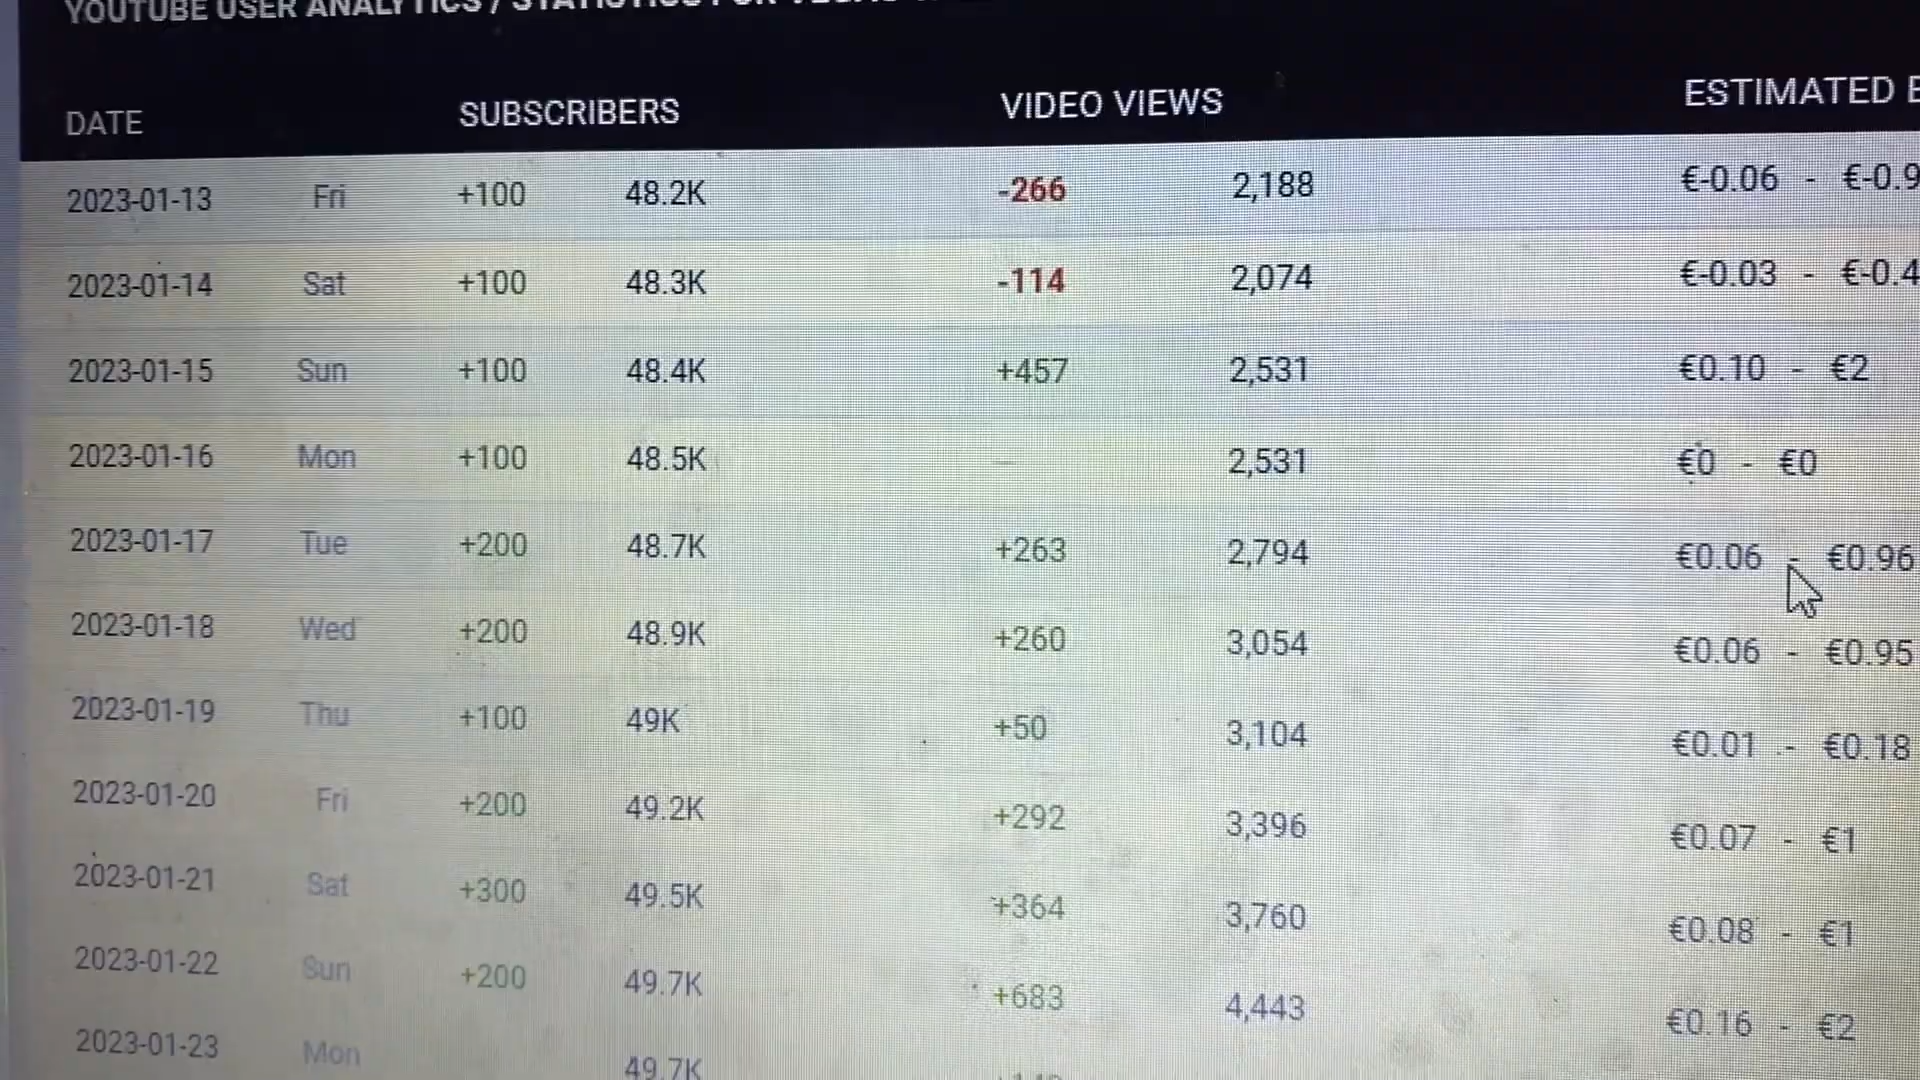 YOUTUBE USER ANALYTICS / STATISTICS FOR
DATE SUBSCRIBERS VIDEO VIEWS ESTIMATED E
2023-01-13 Fri +100 48.2K -266 2,188 €-0.06 - €-0.9
2023-01-14 Sat +100 48.3K -114 2,074 €-0.03 - €-0.4
2023-01-15 Sun +100 48.4K +457 2,531 €0.10 - €2
2023-01-16 Mon +100 48.5K 2,531 €0 - €0
2023-01-17 Tue +200 48.7K +263 2,794 €0.06 - €0.96
2023-01-18 Wed +200 48.9K +260 3,054 €0.06 - €0.95
2023-01-19 Thu +100 49K +50 3,104 €0.01 - €0.18
2023-01-20 Fri +200 49.2K +292 3,396 €0.07 - €1
2023-01-21 Sat +300 49.5K +364 3,760 €0.08 - €1
2023-01-22 Sun +200 49.7K +683 4,443 €0.16 - €2
2023-01-23 Mon 49.7K